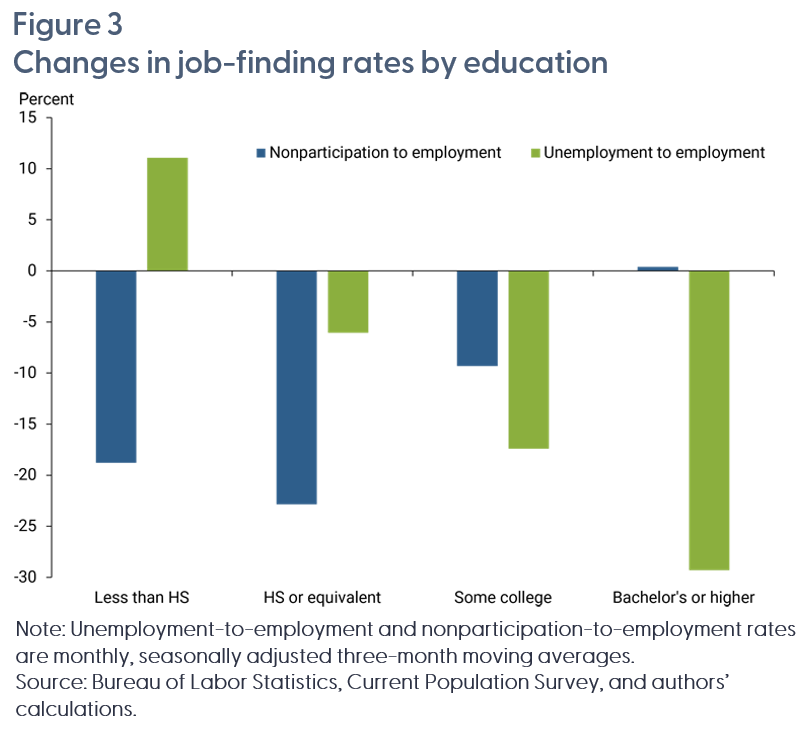 Figure 3
Changes in job-finding rates by education
Percent
15
10
5
0
-5
-10
-15
-20
-25
-30
Nonparticipation to employment
Unemployment to employment
Less than HS
HS or equivalent
Some college
Bachelor's or higher
Note: Unemployment-to-employment and nonparticipation-to-employment rates
are monthly, seasonally adjusted three-month moving averages.
Source: Bureau of Labor Statistics, Current Population Survey, and authors’
calculations.